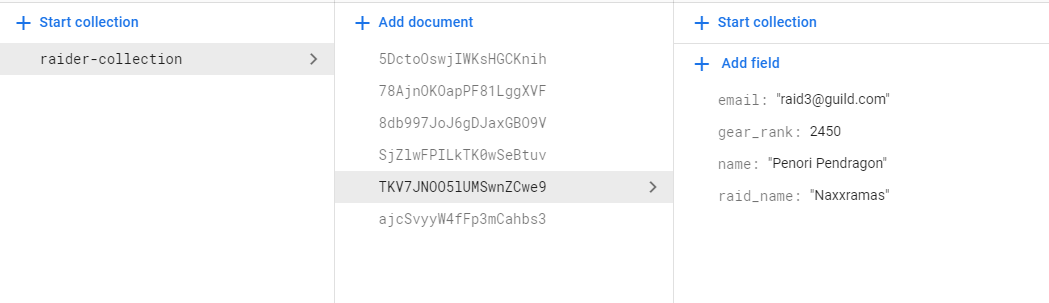 Start collection
raider-collection
Add document
5DctoOswjIWKsHGCKnih
78AjnOKOapPF81LggXVF
8db997JoJ6gDJaxGBO9V
SjZlwFPILkTK0wSeBtuv
TKV7JNOO5lUMSwnZCwe9
ajcSvyyW4fFp3mCahbs3
Start collection
Add field
email: "raid3@guild.com"
gear_rank: 2450
name: "Penori Pendragon"
raid_name: "Naxxramas"